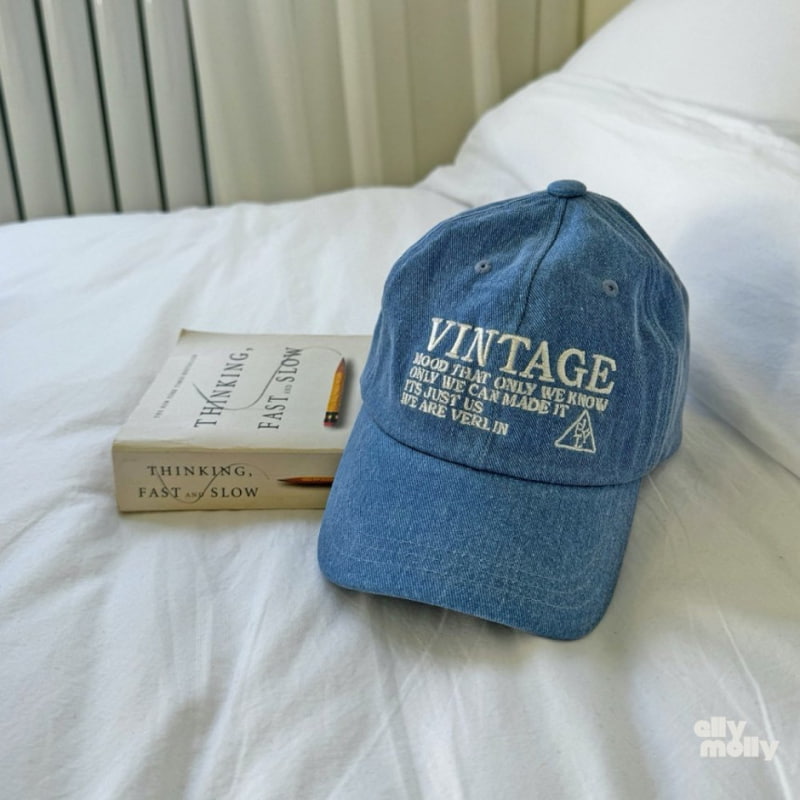 THINKING,
FAST AND SLOW
THINKING,
FAST AND SLOW
VINTAGE
MOOD THAT ONLY WE KNOW
ONLY WE CAN MADE IT
ITS JUST US
WE ARE VERLIN
elly
molly